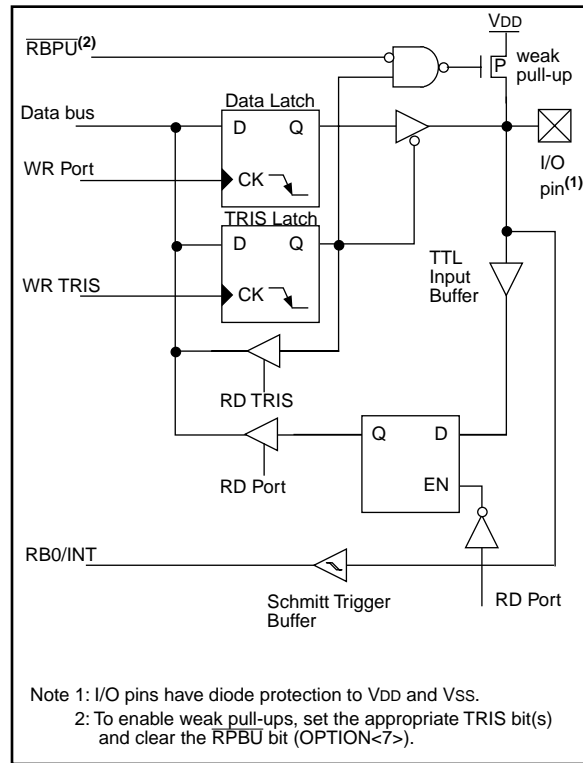 VDD
RBPU(2)
P
weak
pull-up
Data Latch
Data bus
D
Q
I/O
pin(1)
WR Port
CK
TRIS Latch
D
Q
TTL
Input
Buffer
WR TRIS
CK
RD TRIS
Q
D
RD Port
EN
RB0/INT
Schmitt Trigger
Buffer
RD Port
Note 1: I/O pins have diode protection to VDD and VSS.
2: To enable weak pull-ups, set the appropriate TRIS bit(s)
and clear the RPBU bit (OPTION<7>).